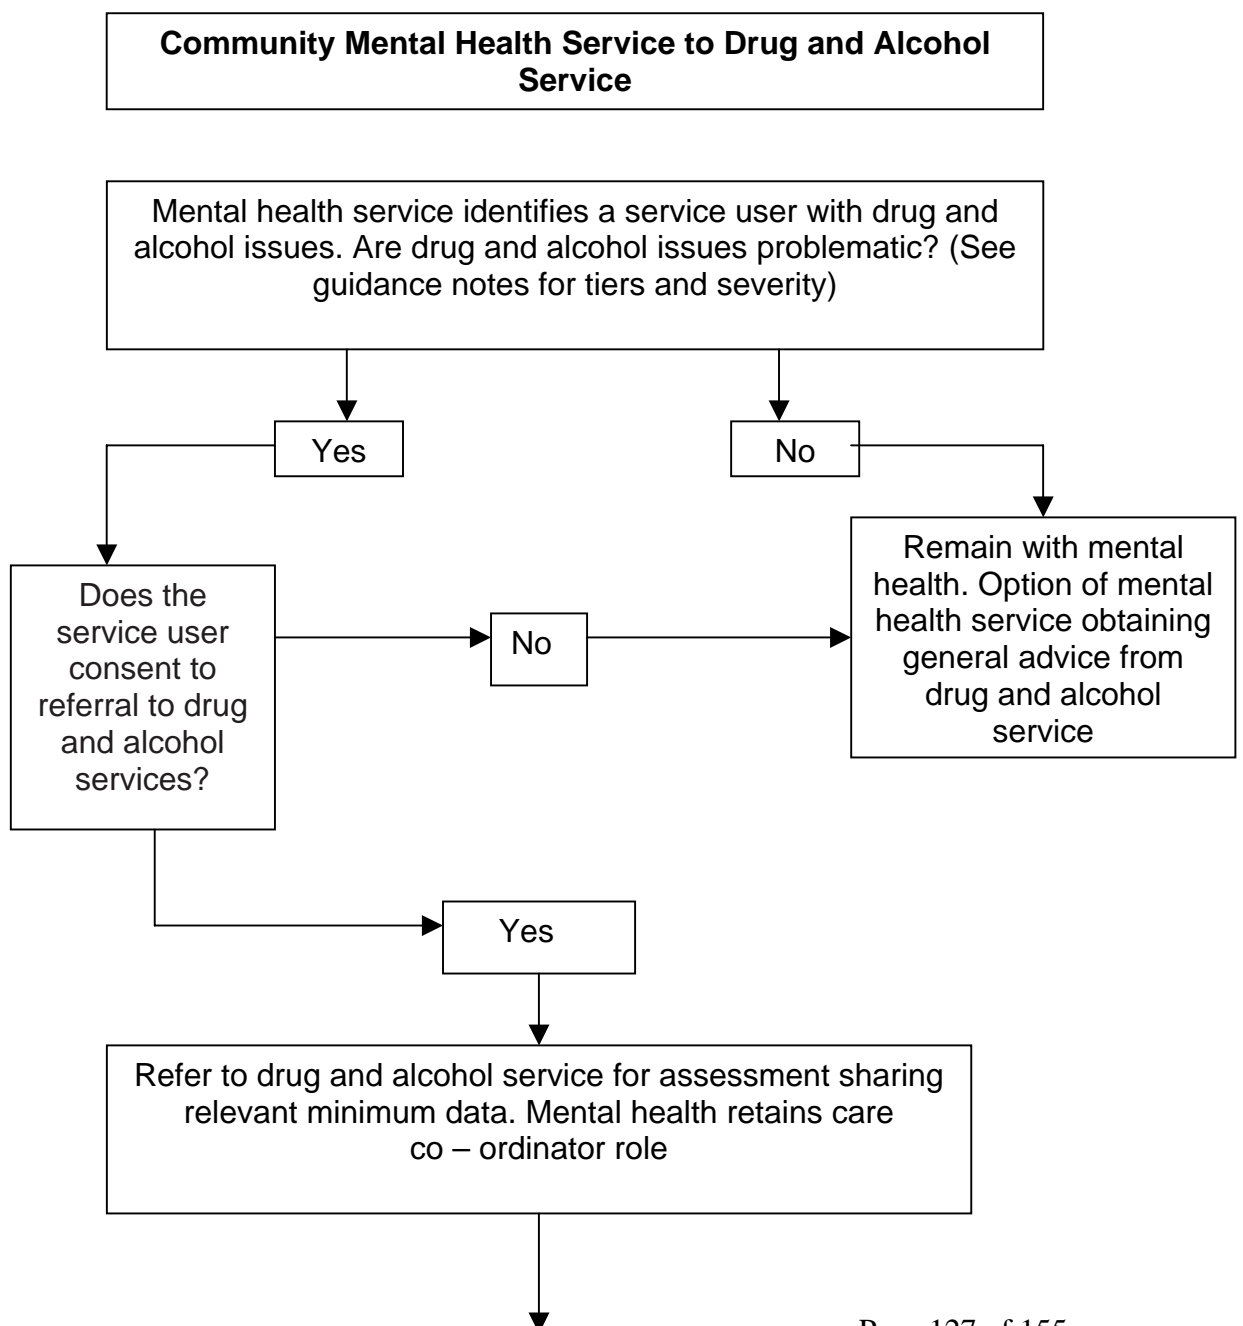 Community Mental Health Service to Drug and Alcohol
Service
Mental health service identifies a service user with drug and
alcohol issues. Are drug and alcohol issues problematic? (See
guidance notes for tiers and severity)
Yes
No
Does the
service user
consent to
referral to drug
and alcohol
services?
No
Remain with mental
health. Option of mental
health service obtaining
general advice from
drug and alcohol
service
Yes
Refer to drug and alcohol service for assessment sharing
relevant minimum data. Mental health retains care
co – ordinator role
Page 127 of 155